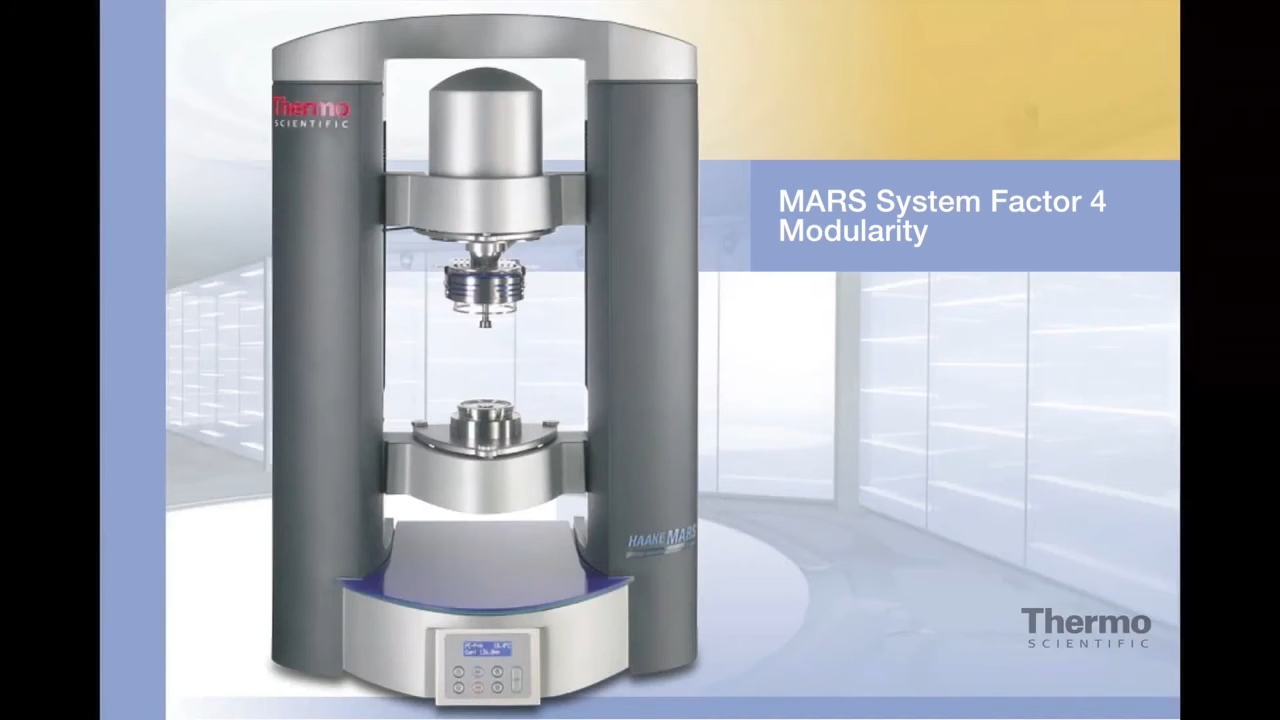 Thermo
SCIENTIFIC
MARS System Factor 4
Modularity
HAAKE MARS
Thermo
SCIENTIFIC